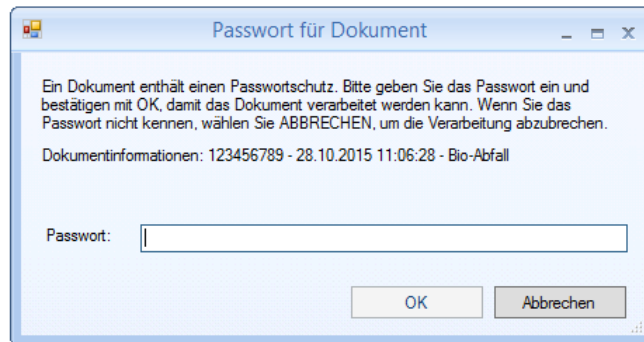 Passwort für Dokument
Ein Dokument enthält einen Passwortschutz. Bitte geben Sie das Passwort ein und
bestätigen mit OK, damit das Dokument verarbeitet werden kann. Wenn Sie das
Passwort nicht kennen, wählen Sie ABBRECHEN, um die Verarbeitung abzubrechen.
Dokumentinformationen: 123456789 - 28.10.2015 11:06:28 - Bio-Abfall
Passwort:
OK Abbrechen